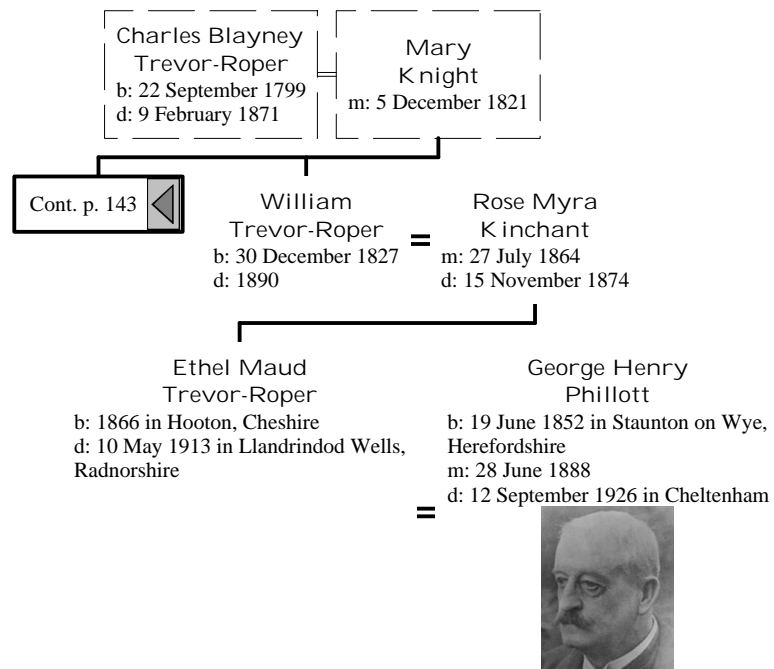 Charles Blayney
Trevor-Roper
b: 22 September 1799
d: 9 February 1871
Mary
Knight
m: 5 December 1821
Cont. p. 143
William
Trevor-Roper
b: 30 December 1827
d: 1890
=
Rose Myra
Kinchant
m: 27 July 1864
d: 15 November 1874
Ethel Maud
Trevor-Roper
b: 1866 in Hooton, Cheshire
d: 10 May 1913 in Llandrindod Wells,
Radnorshire
=
George Henry
Phillott
b: 19 June 1852 in Staunton on Wye,
Herefordshire
m: 28 June 1888
d: 12 September 1926 in Cheltenham